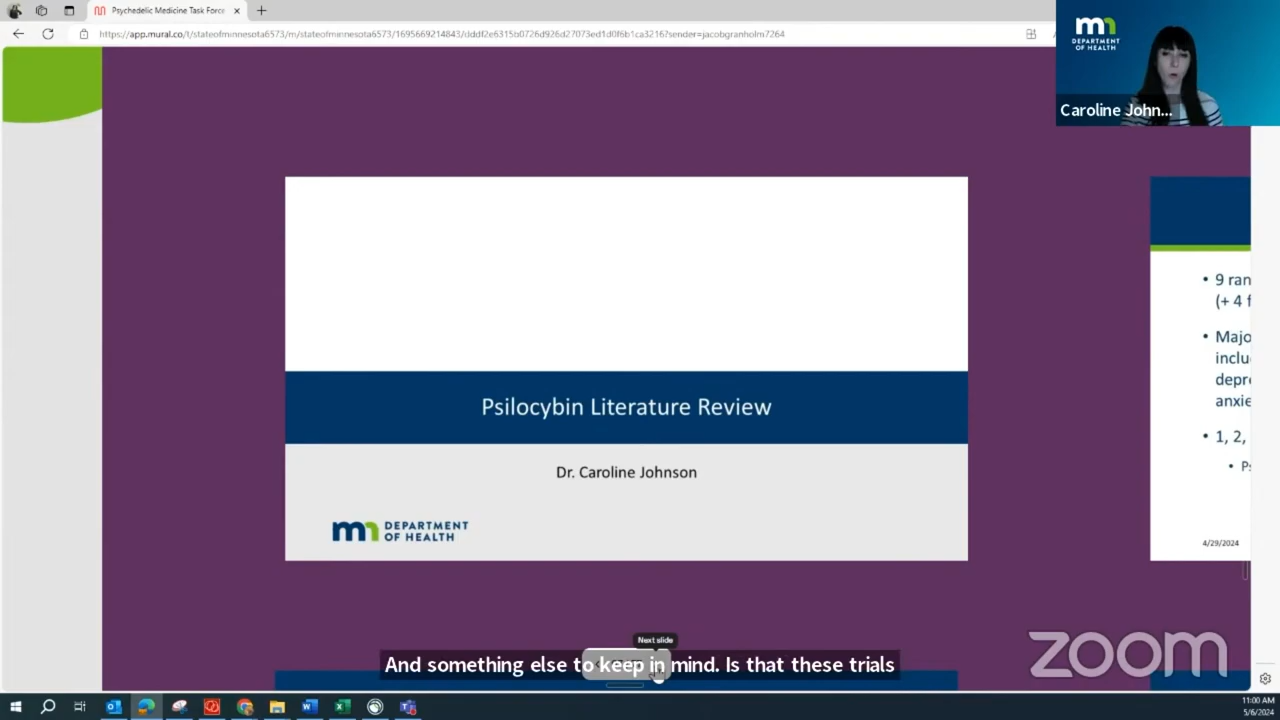 Psychedelic Medicine Task Force
https://app.mural.co/t/stateofminnesota6573/m/stateofminnesota6573/1695669214843/dddf2e6315b0726d926d27073ed1d0f6b1ca3216?sender=jacobgranholm7264
mn
DEPARTMENT
OF HEALTH
Caroline John...
Psilocybin Literature Review
Dr. Caroline Johnson
mn DEPARTMENT
OF HEALTH
• 9 ran
(+ 4 f
• Majo
inclu
depre
anxie
• 1, 2,
• Ps
4/29/2024
Next slide
And something else to keep in mind. Is that these trials
zoom
11:00 AM
5/6/2024